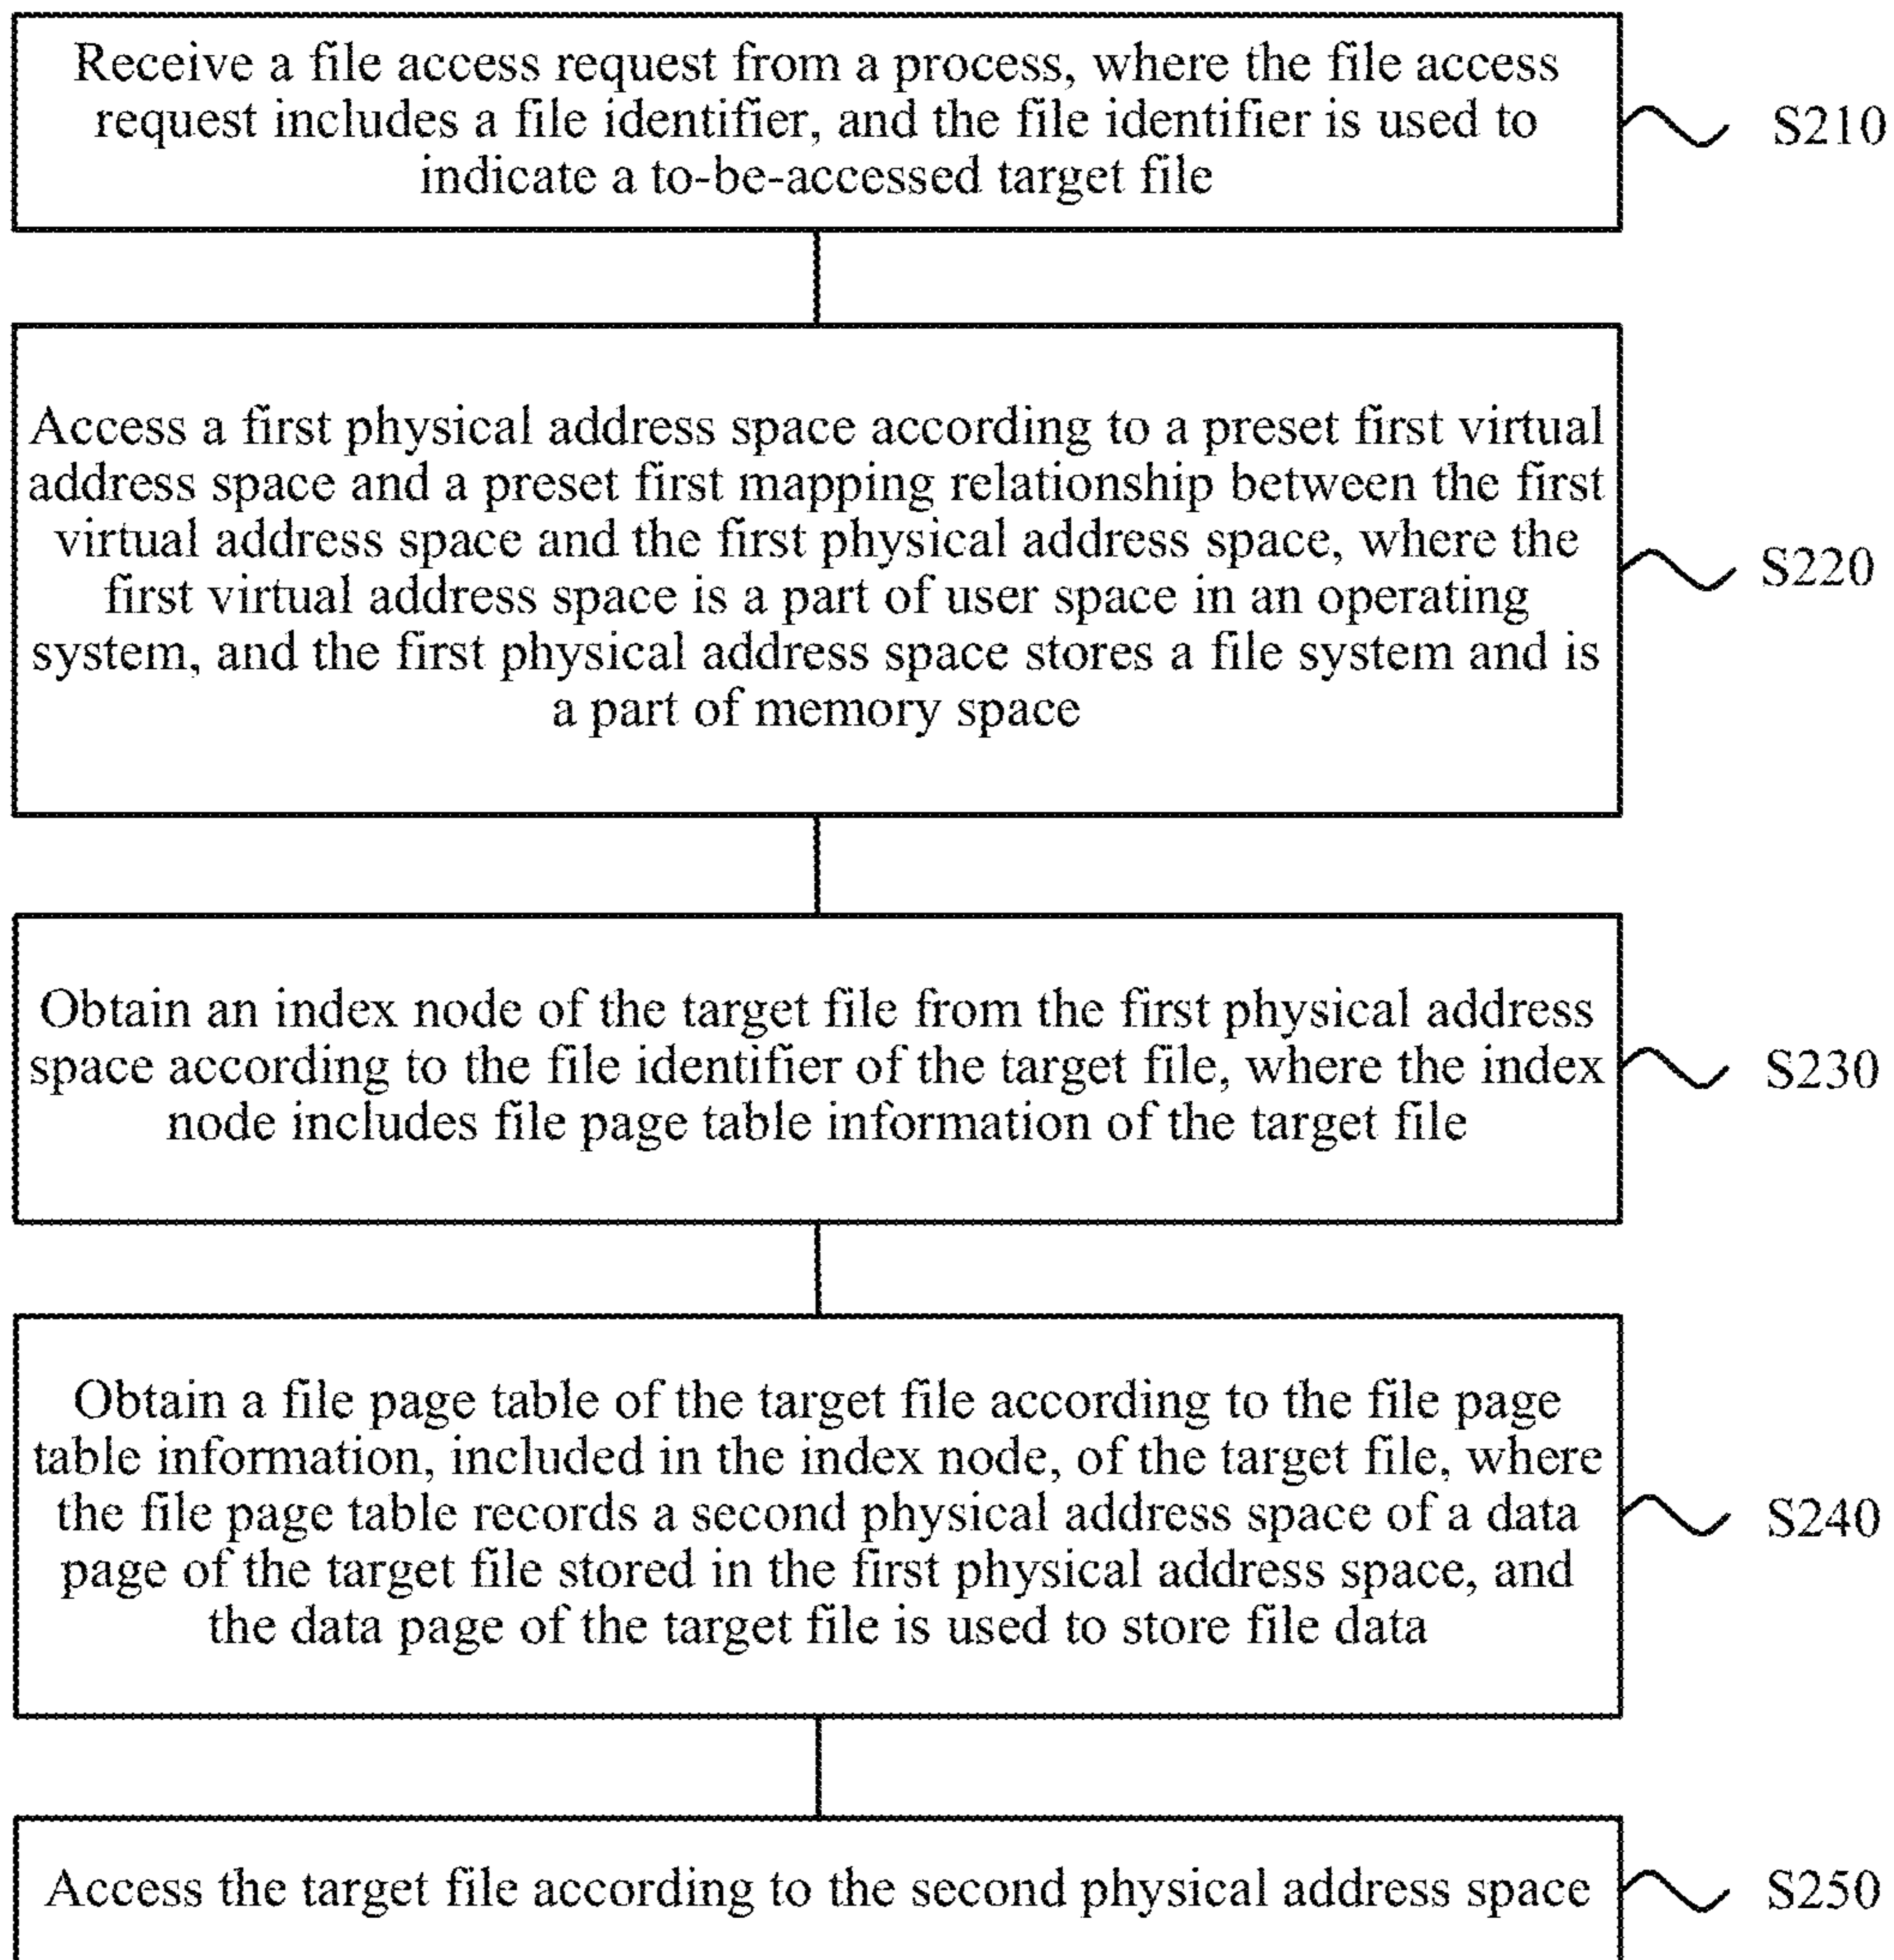 Receive a file access request from a process, where the file access
request includes a file identifier, and the file identifier is used to
indicate a to-be-accessed target file
S210
Access a first physical address space according to a preset first virtual
address space and a preset first mapping relationship between the first
virtual address space and the first physical address space, where the
first virtual address space is a part of user space in an operating
system, and the first physical address space stores a file system and is
a part of memory space
S220
Obtain an index node of the target file from the first physical address
space according to the file identifier of the target file, where the index
node includes file page table information of the target file
S230
Obtain a file page table of the target file according to the file page
table information, included in the index node, of the target file, where
the file page table records a second physical address space of a data
page of the target file stored in the first physical address space, and
the data page of the target file is used to store file data
S240
Access the target file according to the second physical address space
S250